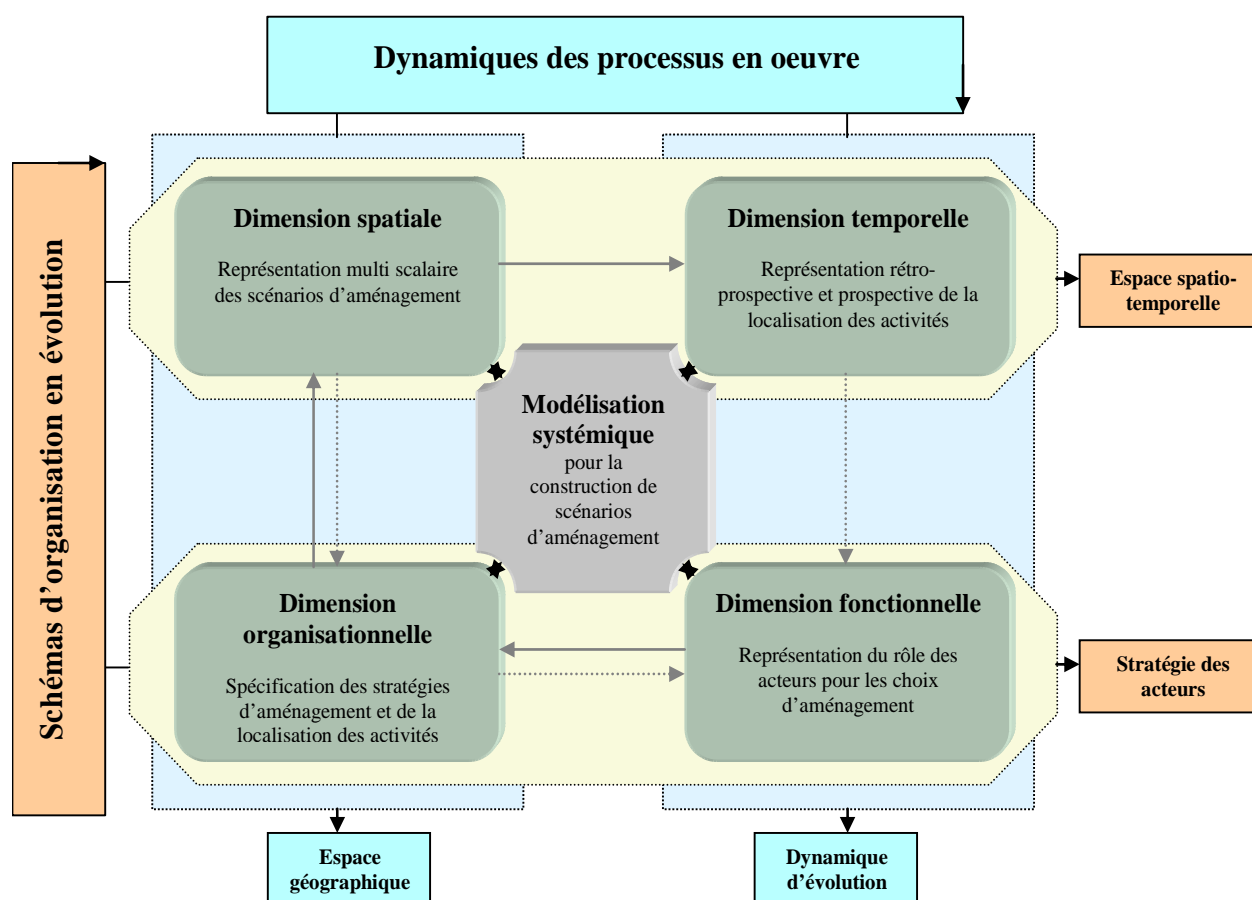 Dynamiques des processus en oeuvre
Schémas d'organisation en évolution
Dimension spatiale
Représentation multi scalaire
des scénarios d'aménagement
Dimension temporelle
Représentation rétro-
prospective et prospective de la
localisation des activités
Espace spatio-
temporelle
Modélisation
systémique
pour la
construction de
scénarios
d'aménagement
Dimension
organisationnelle
Spécification des stratégies
d'aménagement et de la
localisation des activités
Dimension fonctionnelle
Représentation du rôle des
acteurs pour les choix
d'aménagement
Stratégie des
acteurs
Espace
géographique
Dynamique
d'évolution